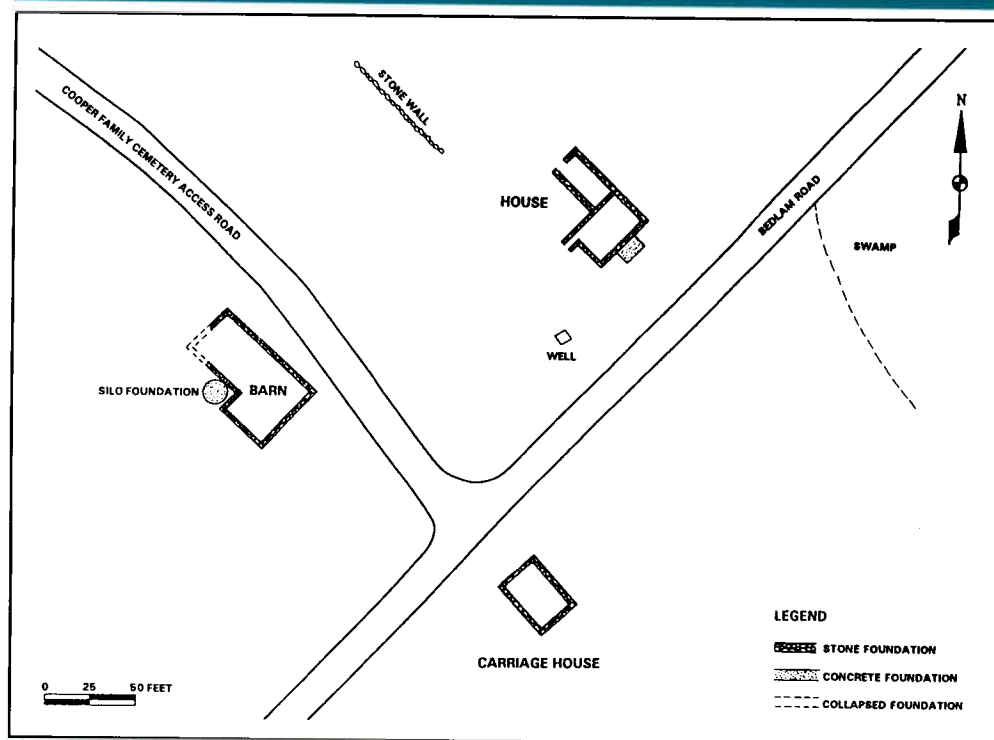 STONE WALL
COOPER FAMILY CEMETERY ACCESS ROAD
N
HOUSE
BEDLAM ROAD
SWAMP
WELL
SILO FOUNDATION
BARN
CARRIAGE HOUSE
LEGEND
STONE FOUNDATION
CONCRETE FOUNDATION
COLLAPSED FOUNDATION
0 25 50 FEET